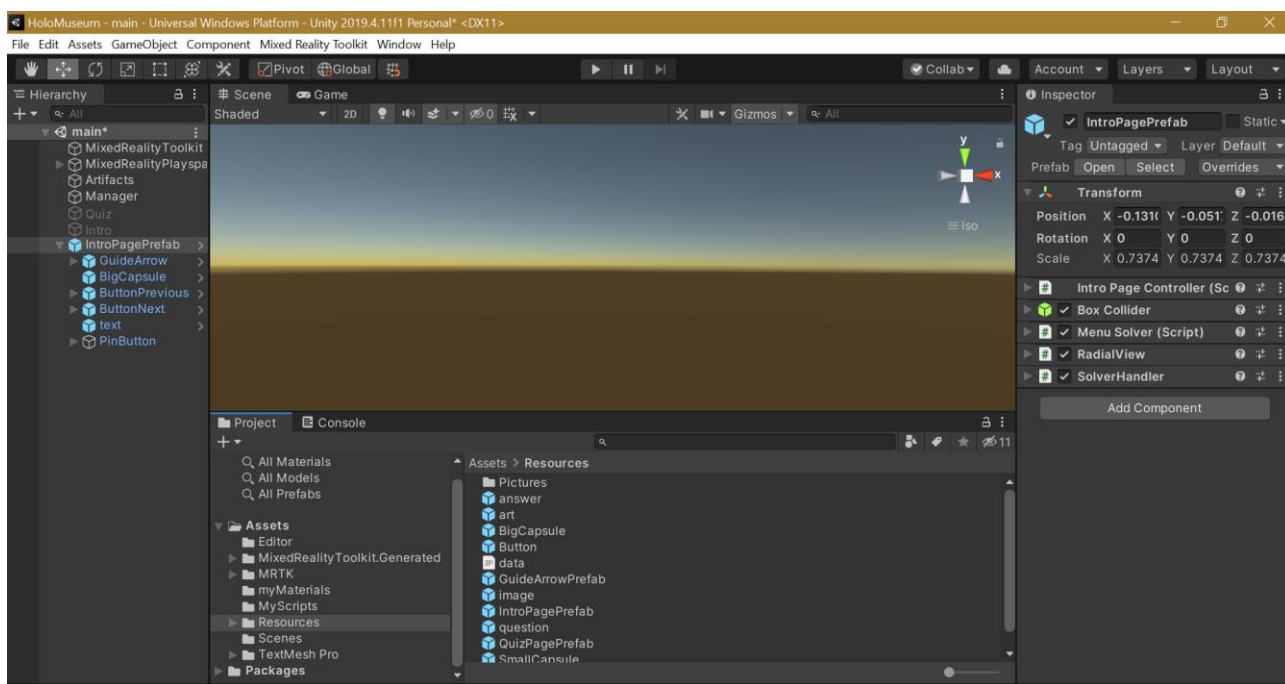 HoloMuseum - main - Universal Windows Platform - Unity 2019.4.11f1 Personal* <DX11>
File Edit Assets GameObject Component Mixed Reality Toolkit Window Help
Pivot Global Collab Account Layers Layout
Hierarchy
All
main*
MixedRealityToolkit
MixedRealityPlayspa
Artifacts
Manager
Quiz
Intro
IntroPagePrefab
GuideArrow
BigCapsule
ButtonPrevious
ButtonNext
text
PinButton
Scene Game
Shaded 2D 0 Gizmos All
y
x
Iso
Project Console
11
All Materials
All Models
All Prefabs
Assets
Editor
MixedRealityToolkit.Generated
MRTK
myMaterials
MyScripts
Resources
Scenes
TextMesh Pro
Packages
Assets > Resources
Pictures
answer
art
BigCapsule
Button
data
GuideArrowPrefab
image
IntroPagePrefab
question
QuizPagePrefab
SmallCapsule
Inspector
IntroPagePrefab Static
Tag Untagged Layer Default
Prefab Open Select Overrides
Transform
Position X -0.131 Y -0.051 Z -0.016
Rotation X 0 Y 0 Z 0
Scale X 0.7374 Y 0.7374 Z 0.7374
# Intro Page Controller (Sc
Box Collider
# Menu Solver (Script)
# RadialView
# SolverHandler
Add Component